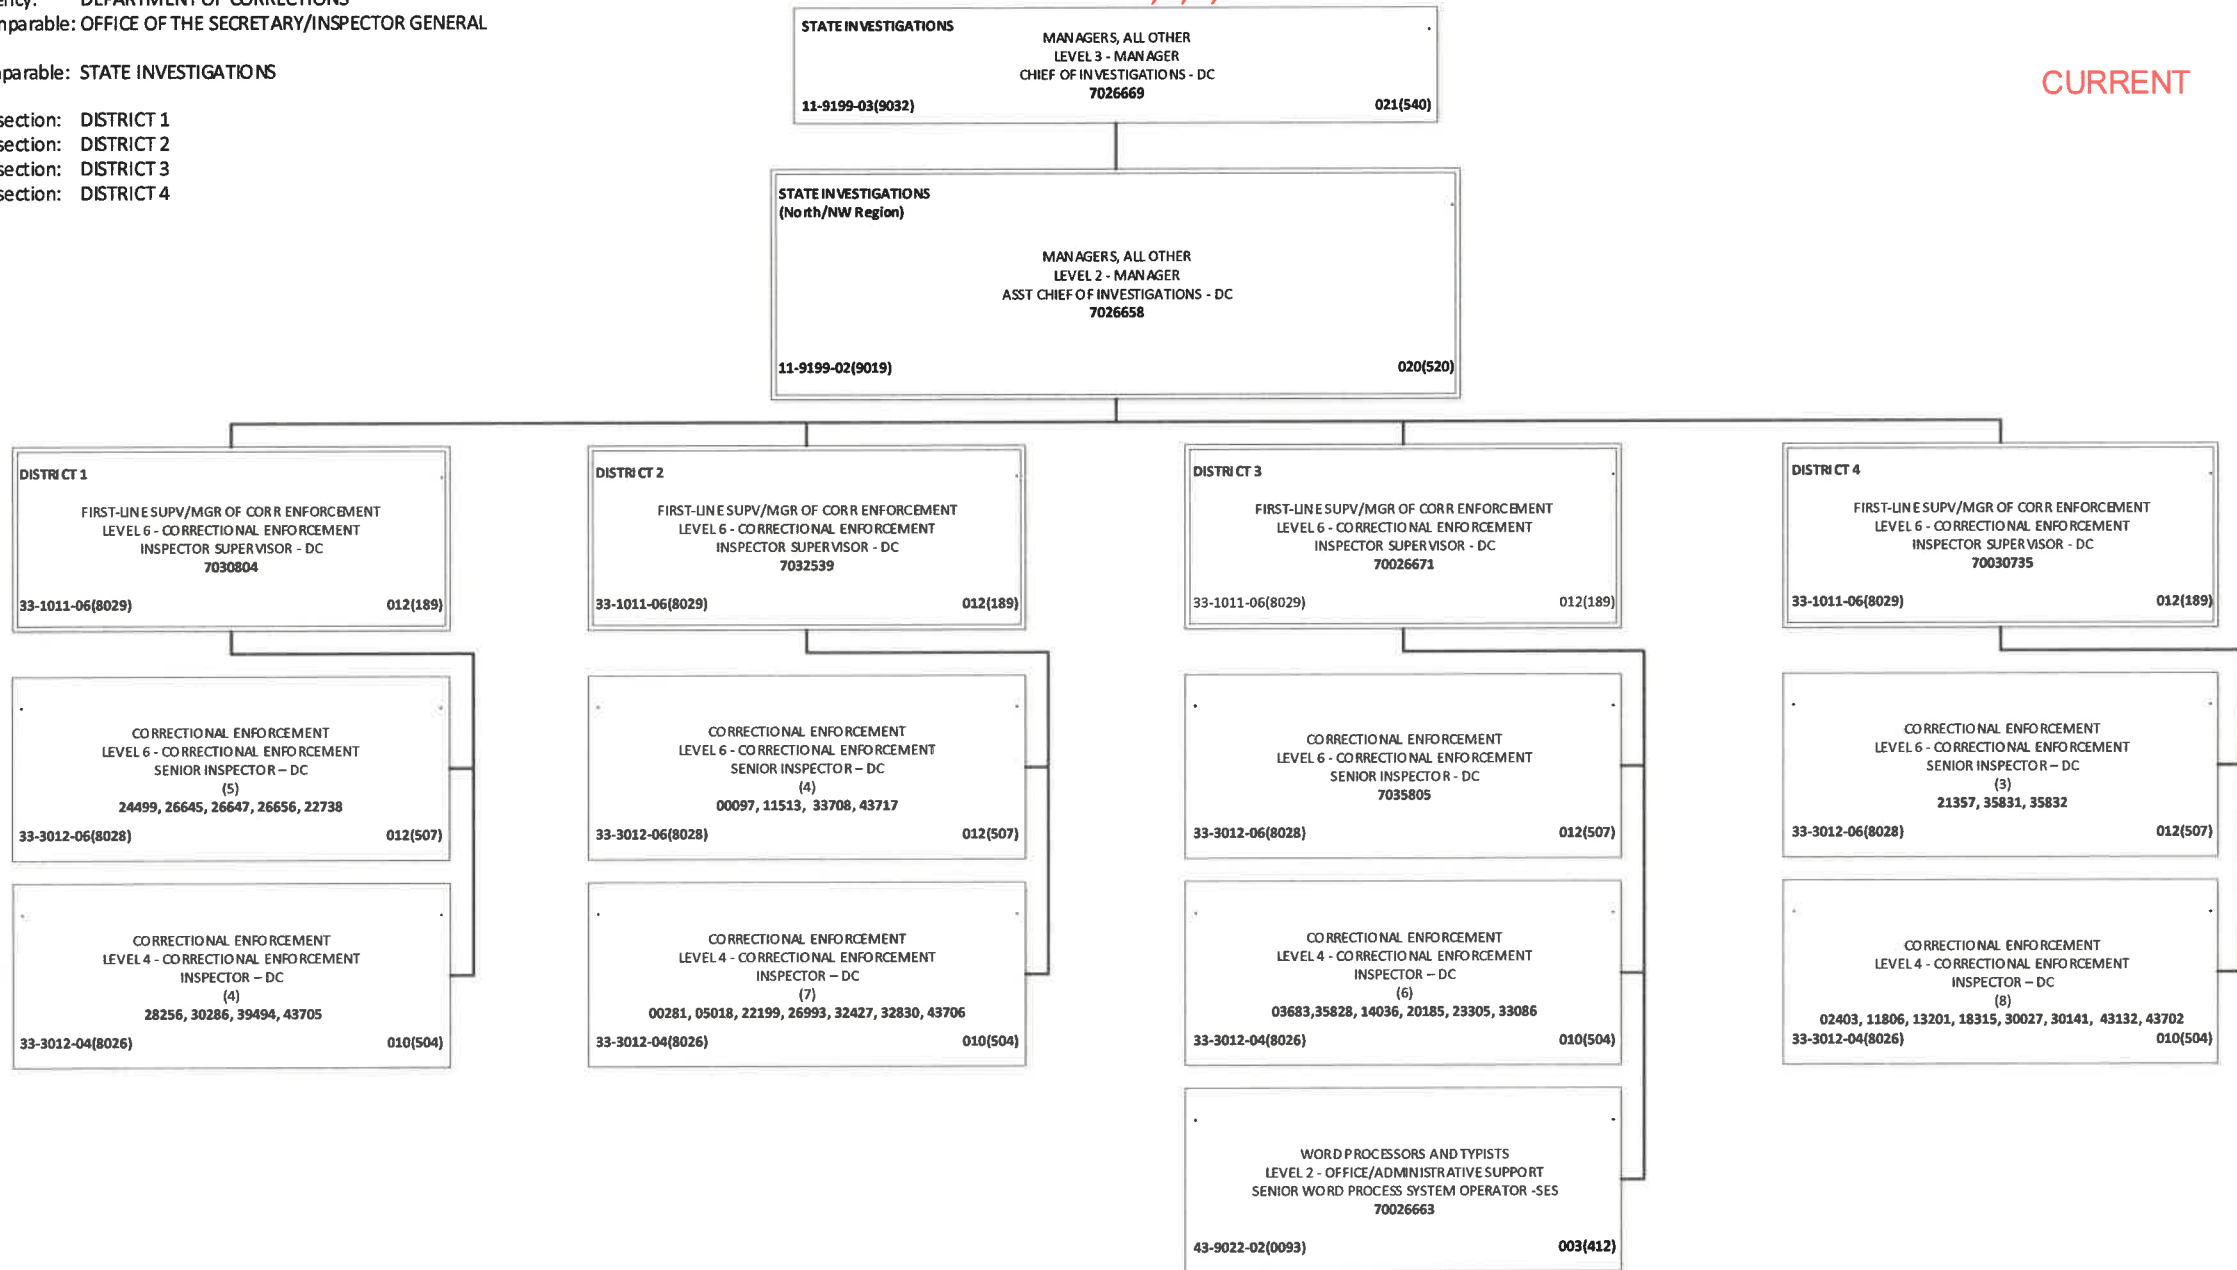 DEPARTMENT OF CORRECTIONS
OFFICE OF THE SECRETARY/INSPECTOR GENERAL
STATE INVESTIGATIONS
section: DISTRICT 1
section: DISTRICT 2
section: DISTRICT 3
section: DISTRICT 4
CURRENT
STATE INVESTIGATIONS
MANAGERS, ALL OTHER
LEVEL 3 - MANAGER
CHIEF OF INVESTIGATIONS - DC
7026669
11-9199-03(9032) 021(540)
STATE INVESTIGATIONS
(North/NW Region)
MANAGERS, ALL OTHER
LEVEL 2 - MANAGER
ASST CHIEF OF INVESTIGATIONS - DC
7026658
11-9199-02(9019) 020(520)
DISTRICT 1
FIRST-LINE SUPV/MGR OF CORR ENFORCEMENT
LEVEL 6 - CORRECTIONAL ENFORCEMENT
INSPECTOR SUPERVISOR - DC
7030804
33-1011-06(8029) 012(189)
CORRECTIONAL ENFORCEMENT
LEVEL 6 - CORRECTIONAL ENFORCEMENT
SENIOR INSPECTOR – DC
(5)
24499, 26645, 26647, 26656, 22738
33-3012-06(8028) 012(507)
CORRECTIONAL ENFORCEMENT
LEVEL 4 - CORRECTIONAL ENFORCEMENT
INSPECTOR – DC
(4)
28256, 30286, 39494, 43705
33-3012-04(8026) 010(504)
DISTRICT 2
FIRST-LINE SUPV/MGR OF CORR ENFORCEMENT
LEVEL 6 - CORRECTIONAL ENFORCEMENT
INSPECTOR SUPERVISOR - DC
7032539
33-1011-06(8029) 012(189)
CORRECTIONAL ENFORCEMENT
LEVEL 6 - CORRECTIONAL ENFORCEMENT
SENIOR INSPECTOR – DC
(4)
00097, 11513, 33708, 43717
33-3012-06(8028) 012(507)
CORRECTIONAL ENFORCEMENT
LEVEL 4 - CORRECTIONAL ENFORCEMENT
INSPECTOR – DC
(7)
00281, 05018, 22199, 26993, 32427, 32830, 43706
33-3012-04(8026) 010(504)
DISTRICT 3
FIRST-LINE SUPV/MGR OF CORR ENFORCEMENT
LEVEL 6 - CORRECTIONAL ENFORCEMENT
INSPECTOR SUPERVISOR - DC
70026671
33-1011-06(8029) 012(189)
CORRECTIONAL ENFORCEMENT
LEVEL 6 - CORRECTIONAL ENFORCEMENT
SENIOR INSPECTOR - DC
7035805
33-3012-06(8028) 012(507)
CORRECTIONAL ENFORCEMENT
LEVEL 4 - CORRECTIONAL ENFORCEMENT
INSPECTOR – DC
(6)
03683,35828, 14036, 20185, 23305, 33086
33-3012-04(8026) 010(504)
WORD PROCESSORS AND TYPISTS
LEVEL 2 - OFFICE/ADMINISTRATIVE SUPPORT
SENIOR WORD PROCESS SYSTEM OPERATOR -SES
70026663
43-9022-02(0093) 003(412)
DISTRICT 4
FIRST-LINE SUPV/MGR OF CORR ENFORCEMENT
LEVEL 6 - CORRECTIONAL ENFORCEMENT
INSPECTOR SUPERVISOR - DC
70030735
33-1011-06(8029) 012(189)
CORRECTIONAL ENFORCEMENT
LEVEL 6 - CORRECTIONAL ENFORCEMENT
SENIOR INSPECTOR – DC
(3)
21357, 35831, 35832
33-3012-06(8028) 012(507)
CORRECTIONAL ENFORCEMENT
LEVEL 4 - CORRECTIONAL ENFORCEMENT
INSPECTOR – DC
(8)
02403, 11806, 13201, 18315, 30027, 30141, 43132, 43702
33-3012-04(8026) 010(504)